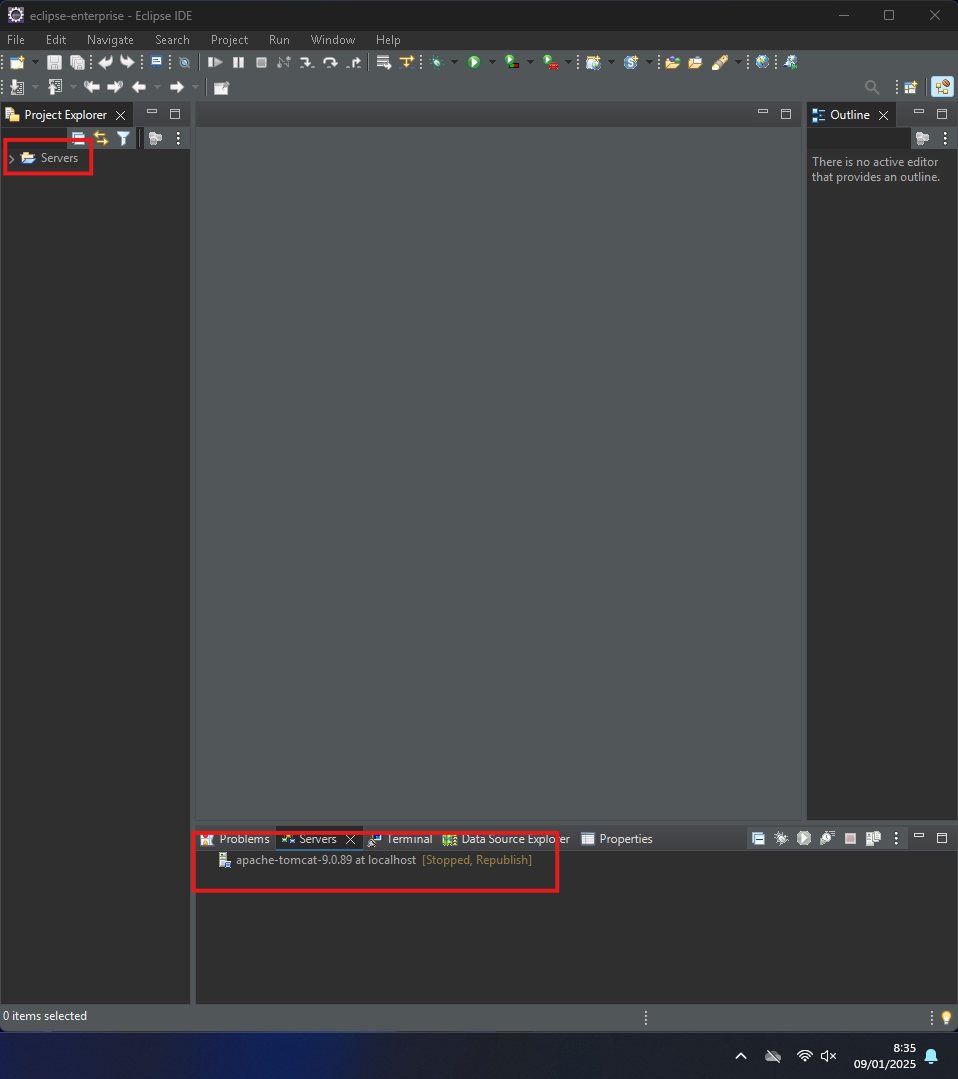 eclipse-enterprise - Eclipse IDE
File Edit Navigate Search Project Run Window Help
Project Explorer
Outline
Servers
There is no active editor
that provides an outline.
Problems Servers Terminal Data Source Explorer Properties
apache-tomcat-9.0.89 at localhost [Stopped, Republish]
0 items selected
8:35
09/01/2025